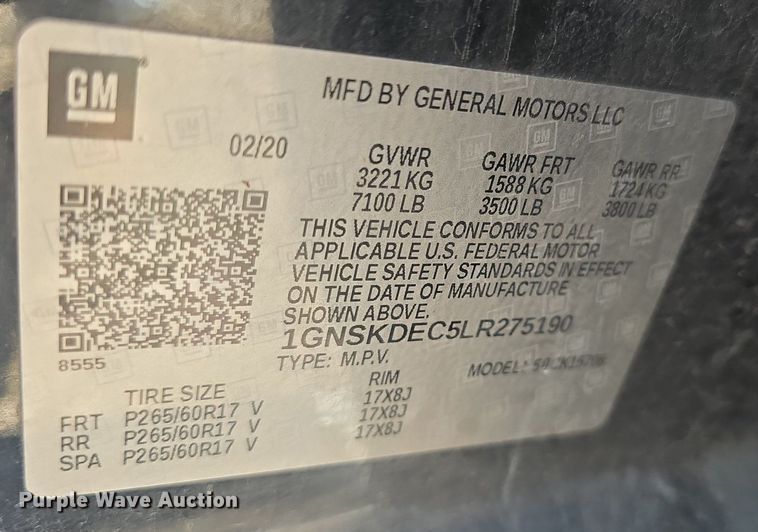 GM
MFD BY GENERAL MOTORS LLC
02/20
GVWR GAWR FRT GAWR RR
3221 KG 1588 KG 1724 KG
7100 LB 3500 LB 3800 LB
THIS VEHICLE CONFORMS TO ALL
APPLICABLE U.S. FEDERAL MOTOR
VEHICLE SAFETY STANDARDS IN EFFECT
ON THE DATE OF MANUFACTURE
SHOWN ABOVE.
1GNSKDEC5LR275190
8555
TYPE: M.P.V. MODEL:
TIRE SIZE RIM
FRT P265/60R17 V 17X8J
RR P265/60R17 V 17X8J
SPA P265/60R17 V 17X8J
Purple Wave Auction